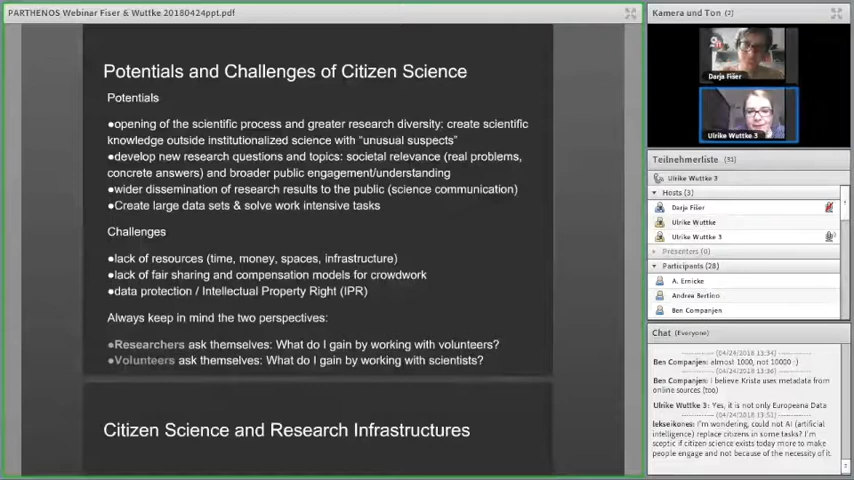 PARTHENOS Webinar Fiser & Wuttke 20180424ppt.pdf
Potentials and Challenges of Citizen Science
Potentials
●opening of the scientific process and greater research diversity: create scientific
knowledge outside institutionalized science with “unusual suspects”
●develop new research questions and topics: societal relevance (real problems,
concrete answers) and broader public engagement/understanding
●wider dissemination of research results to the public (science communication)
●Create large data sets & solve work intensive tasks
Challenges
●lack of resources (time, money, spaces, infrastructure)
●lack of fair sharing and compensation models for crowdwork
●data protection / Intellectual Property Right (IPR)
Always keep in mind the two perspectives:
●Researchers ask themselves: What do I gain by working with volunteers?
●Volunteers ask themselves: What do I gain by working with scientists?
Citizen Science and Research Infrastructures
Kamera und Ton (2)
Darja Fišer
Ulrike Wuttke 3
Teilnehmerliste (31)
Ulrike Wuttke 3
Hosts (3)
Darja Fišer
Ulrike Wuttke
Ulrike Wuttke 3
Presenters (0)
Participants (28)
A. Ernicke
Andrea Bertino
Ben Companjen
Chat (Everyone)
(04/24/2018 13:34)
Ben Companjen: almost 1000, not 10000 :)
(04/24/2018 13:36)
Ben Companjen: I believe Krista uses metadata from
online sources (too)
Ulrike Wuttke 3: Yes, it is not only Europeana Data
(04/24/2018 13:51)
lekseikones: I'm wondering, could not AI (artificial
intelligence) replace citizens in some tasks? I'm
sceptic if citizen science exists today more to make
people engage and not because of the necessity of it.